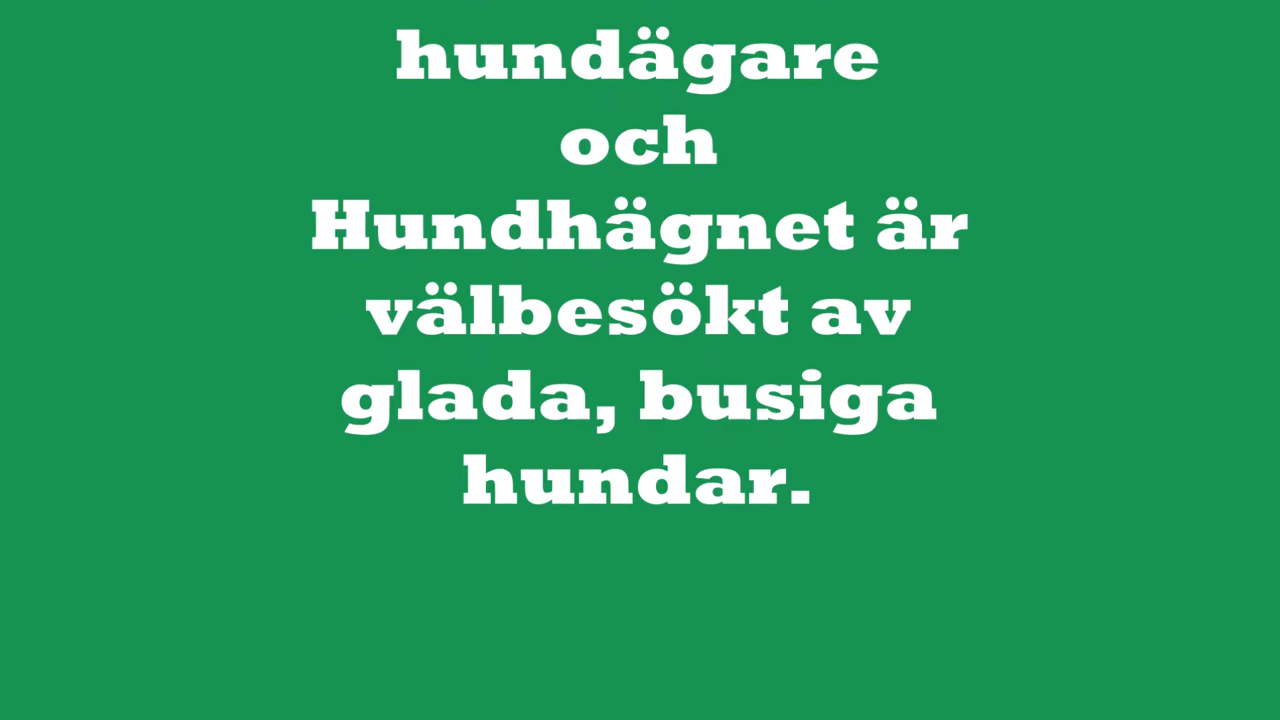 hundägare
och
Hundhägnet är
välbesökt av
glada, busiga
hundar.